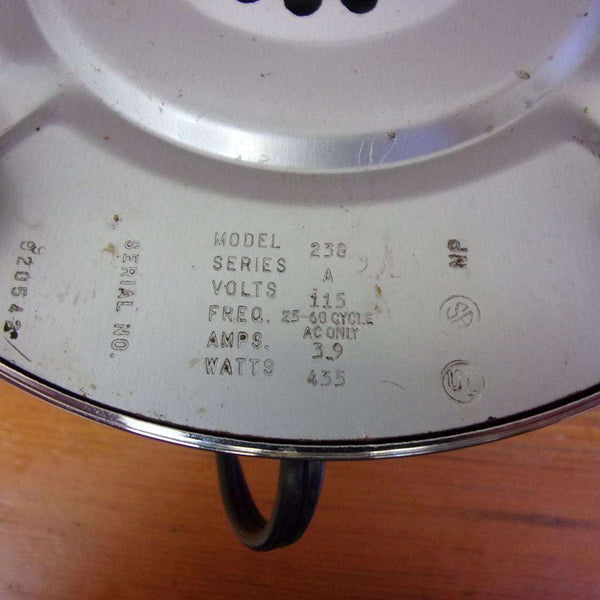 MODEL 238
SERIES A
VOLTS 115
FREQ. 25-60 CYCLE
AC ONLY
AMPS. 3.9
WATTS 435
SERIAL NO.
820542
NP